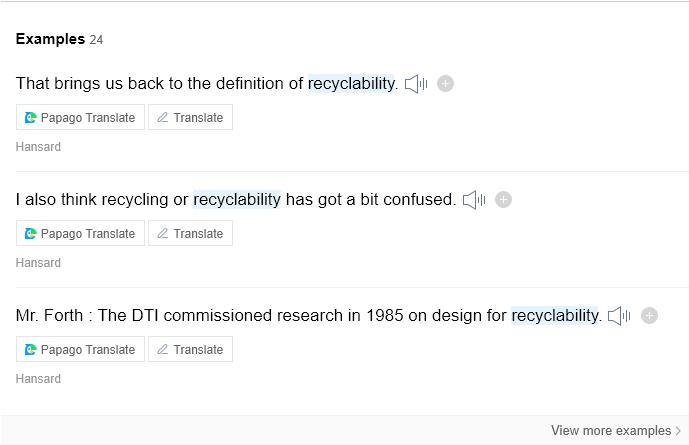 Examples 24
That brings us back to the definition of recyclability.
Papago Translate Translate
Hansard
I also think recycling or recyclability has got a bit confused.
Papago Translate Translate
Hansard
Mr. Forth : The DTI commissioned research in 1985 on design for recyclability.
Papago Translate Translate
Hansard
View more examples